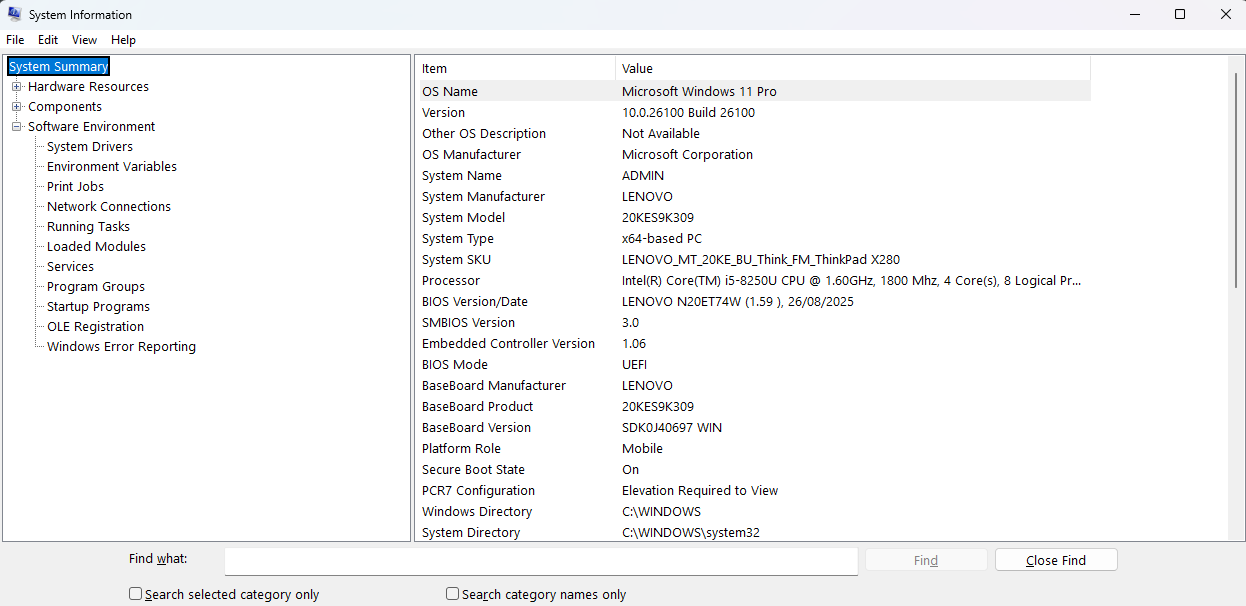 System Information
File Edit View Help
System Summary
Hardware Resources
Components
Software Environment
System Drivers
Environment Variables
Print Jobs
Network Connections
Running Tasks
Loaded Modules
Services
Program Groups
Startup Programs
OLE Registration
Windows Error Reporting
Item Value
OS Name Microsoft Windows 11 Pro
Version 10.0.26100 Build 26100
Other OS Description Not Available
OS Manufacturer Microsoft Corporation
System Name ADMIN
System Manufacturer LENOVO
System Model 20KES9K309
System Type x64-based PC
System SKU LENOVO_MT_20KE_BU_Think_FM_ThinkPad X280
Processor Intel(R) Core(TM) i5-8250U CPU @ 1.60GHz, 1800 Mhz, 4 Core(s), 8 Logical Pr...
BIOS Version/Date LENOVO N20ET74W (1.59 ), 26/08/2025
SMBIOS Version 3.0
Embedded Controller Version 1.06
BIOS Mode UEFI
BaseBoard Manufacturer LENOVO
BaseBoard Product 20KES9K309
BaseBoard Version SDK0J40697 WIN
Platform Role Mobile
Secure Boot State On
PCR7 Configuration Elevation Required to View
Windows Directory C:\WINDOWS
System Directory C:\WINDOWS\system32
Find what: Find Close Find
Search selected category only Search category names only